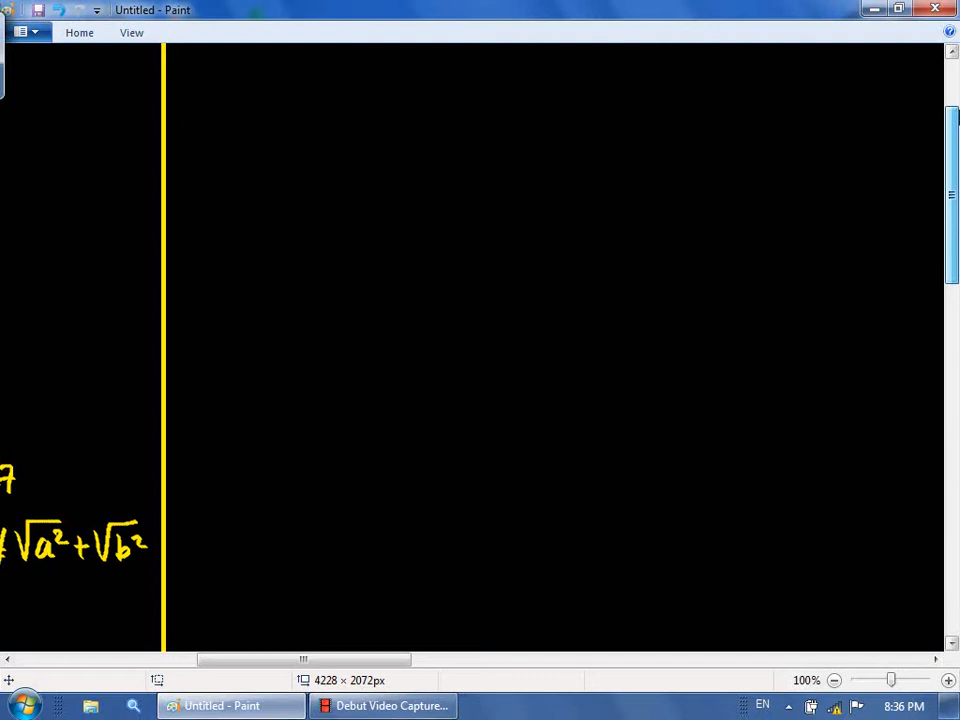 Untitled - Paint
Home View
7
≠ √a² + √b²
4228 × 2072px
100%
Untitled - Paint
Debut Video Capture...
EN
8:36 PM